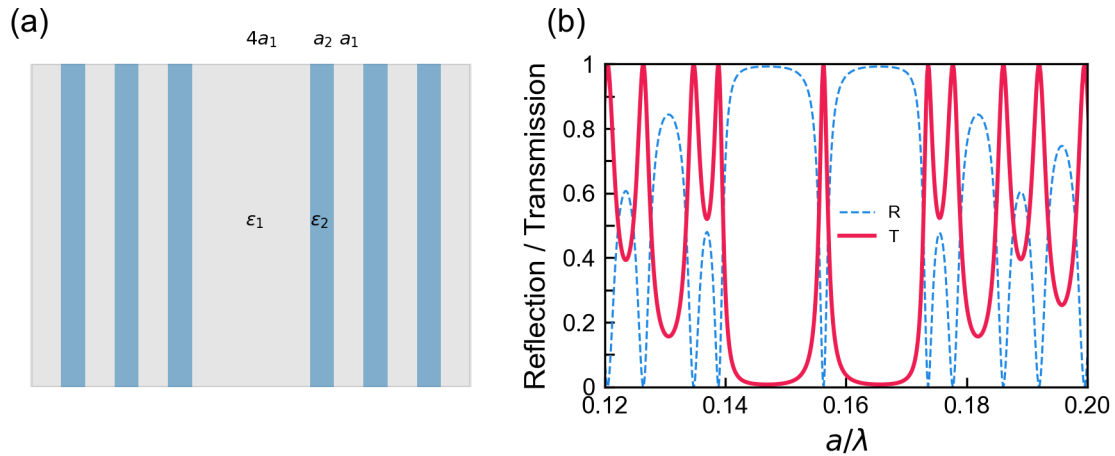 (a)
4a₁ a₂ a₁
ε₁ ε₂
(b)
Reflection / Transmission
1
0.8
0.6
0.4
0.2
0
R
T
0.12 0.14 0.16 0.18 0.20
a/λ